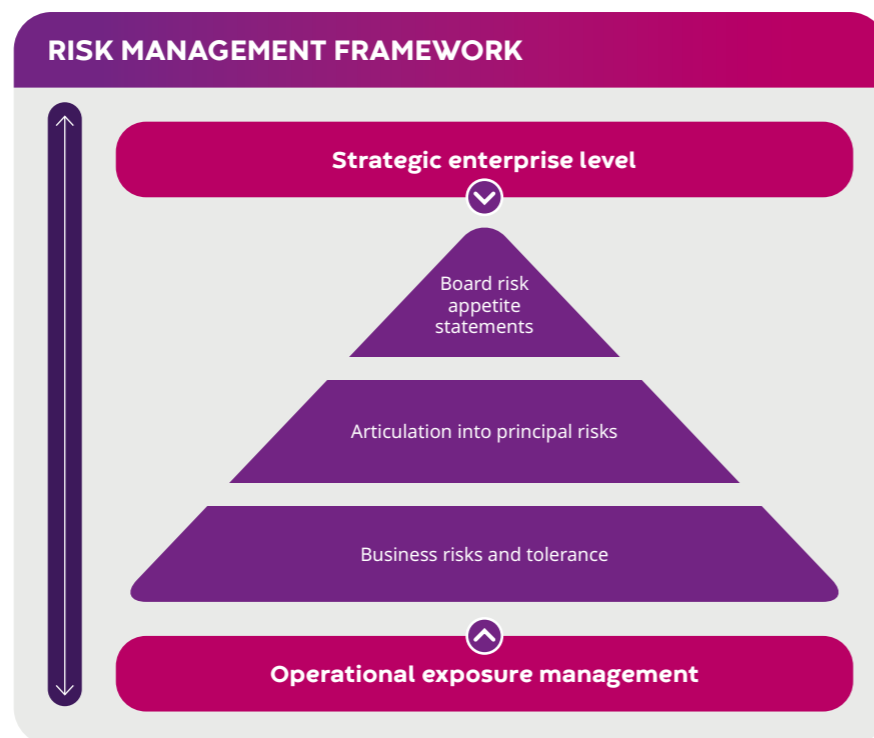 RISK MANAGEMENT FRAMEWORK
Strategic enterprise level
Board risk
appetite
statements
Articulation into principal risks
Business risks and tolerance
Operational exposure management